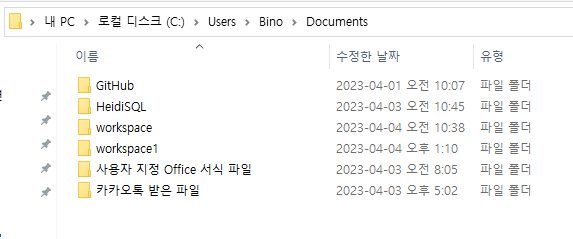 내 PC > 로컬 디스크 (C:) > Users > Bino > Documents
이름 수정한 날짜 유형
GitHub 2023-04-01 오전 10:07 파일 폴더
HeidiSQL 2023-04-03 오전 10:45 파일 폴더
workspace 2023-04-04 오전 10:38 파일 폴더
workspace1 2023-04-04 오후 1:10 파일 폴더
사용자 지정 Office 서식 파일 2023-04-03 오전 8:05 파일 폴더
카카오톡 받은 파일 2023-04-03 오후 5:02 파일 폴더